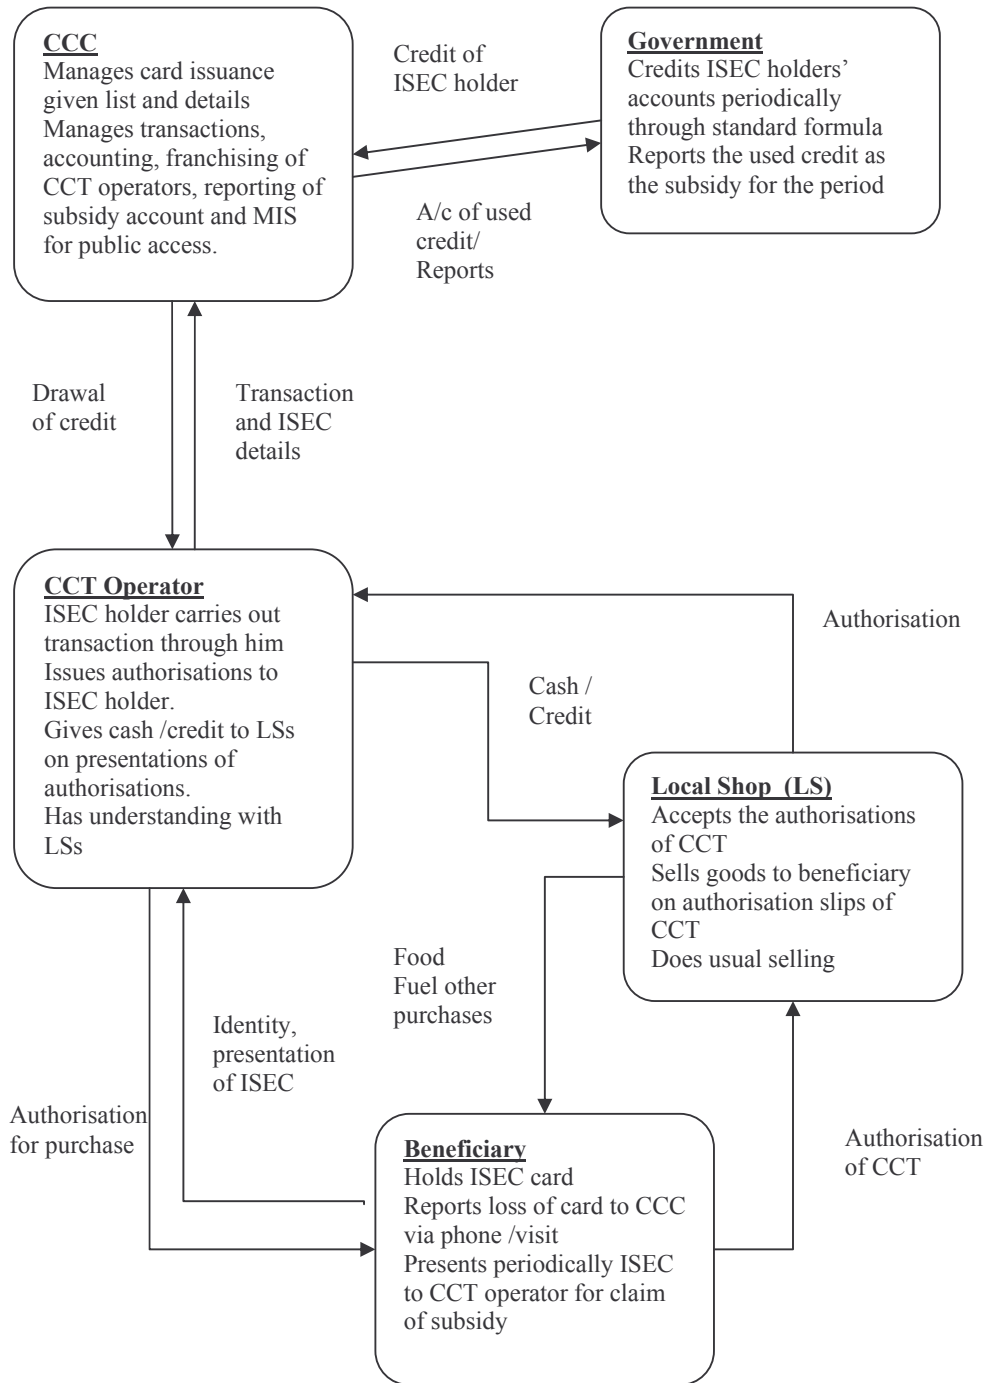 CCC
Manages card issuance
given list and details
Manages transactions,
accounting, franchising of
CCT operators, reporting of
subsidy account and MIS
for public access.
Credit of
ISEC holder
Government
Credits ISEC holders’
accounts periodically
through standard formula
Reports the used credit as
the subsidy for the period
A/c of used
credit/
Reports
Drawal
of credit
Transaction
and ISEC
details
CCT Operator
ISEC holder carries out
transaction through him
Issues authorisations to
ISEC holder.
Gives cash /credit to LSs
on presentations of
authorisations.
Has understanding with
LSs
Authorisation
Cash /
Credit
Local Shop (LS)
Accepts the authorisations
of CCT
Sells goods to beneficiary
on authorisation slips of
CCT
Does usual selling
Food
Fuel other
purchases
Identity,
presentation
of ISEC
Authorisation
for purchase
Beneficiary
Holds ISEC card
Reports loss of card to CCC
via phone /visit
Presents periodically ISEC
to CCT operator for claim
of subsidy
Authorisation
of CCT